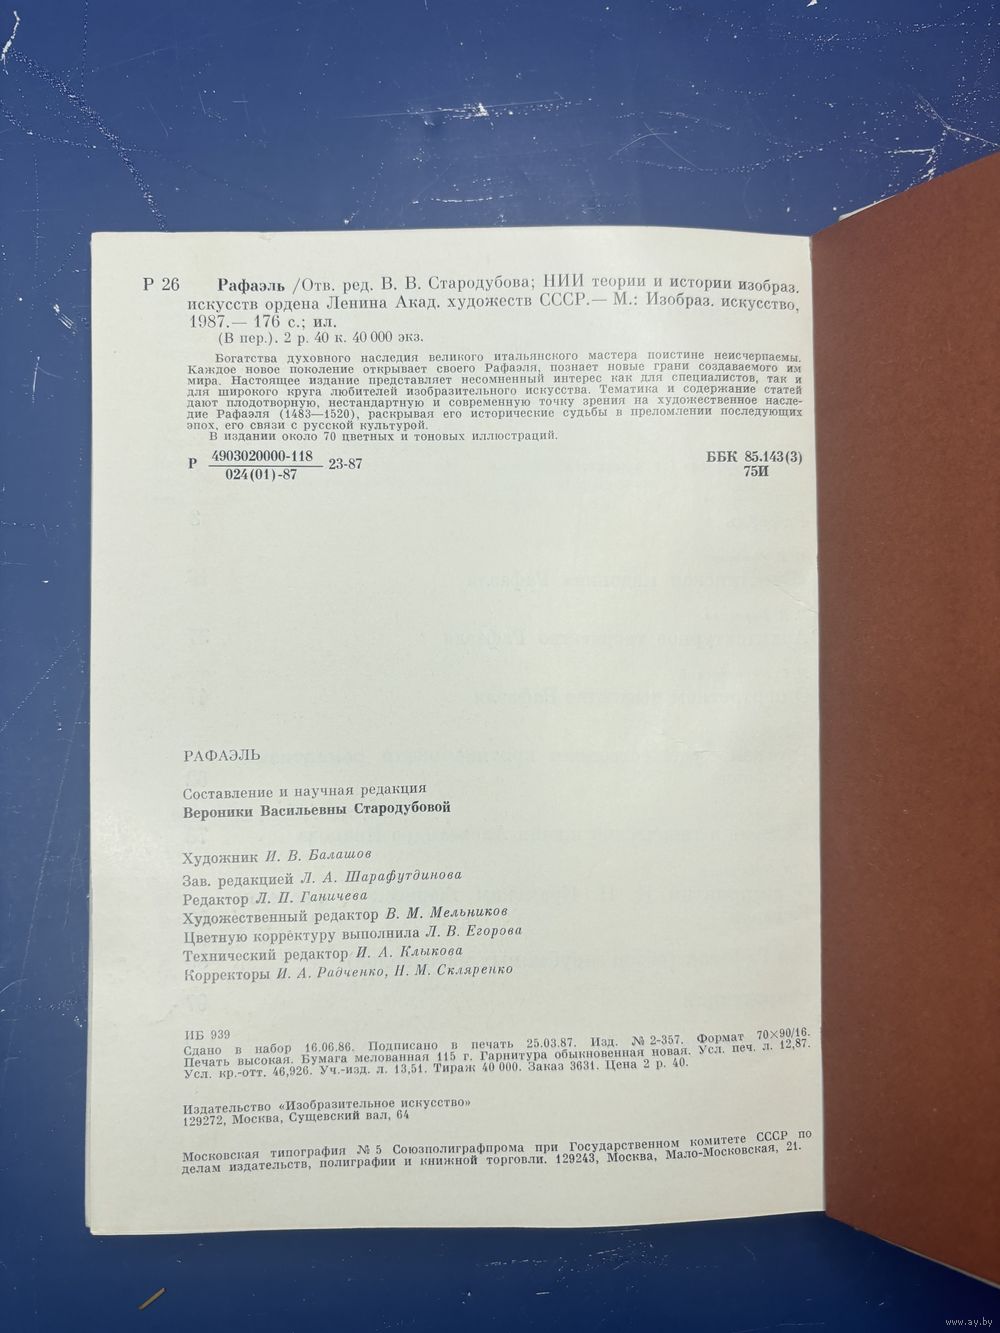 Р 26 Рафаэль /Отв. ред. В. В. Стародубова; НИИ теории и истории изобраз.
искусств ордена Ленина Акад. художеств СССР.— М.: Изобраз. искусство,
1987.— 176 с.; ил.
(В пер.). 2 р. 40 к. 40 000 экз.
Богатства духовного наследия великого итальянского мастера поистине неисчерпаемы.
Каждое новое поколение открывает своего Рафаэля, познает новые грани создаваемого им
мира. Настоящее издание представляет несомненный интерес как для специалистов, так и
для широкого круга любителей изобразительного искусства. Тематика и содержание статей
дают плодотворную, нестандартную и современную точку зрения на художественное насле-
дие Рафаэля (1483—1520), раскрывая его исторические судьбы в преломлении последующих
эпох, его связи с русской культурой.
В издании около 70 цветных и тоновых иллюстраций.
Р 4903020000-118 23-87
024(01)-87
ББК 85.143(3)
75И
РАФАЭЛЬ
Составление и научная редакция
Вероники Васильевны Стародубовой
Художник И. В. Балашов
Зав. редакцией Л. А. Шарафутдинова
Редактор Л. П. Ганичева
Художественный редактор В. М. Мельников
Цветную корректуру выполнила Л. В. Егорова
Технический редактор И. А. Клыкова
Корректоры И. А. Радченко, Н. М. Скляренко
ИБ 939
Сдано в набор 16.06.86. Подписано в печать 25.03.87. Изд. № 2-357. Формат 70×90/16.
Печать высокая. Бумага мелованная 115 г. Гарнитура обыкновенная новая. Усл. печ. л. 12,87.
Усл. кр.-отт. 46,926. Уч.-изд. л. 13,51. Тираж 40 000. Заказ 3631. Цена 2 р. 40.
Издательство «Изобразительное искусство»
129272, Москва, Сущевский вал, 64
Московская типография № 5 Союзполиграфпрома при Государственном комитете СССР по
делам издательств, полиграфии и книжной торговли. 129243, Москва, Мало-Московская, 21.
www.ay.by